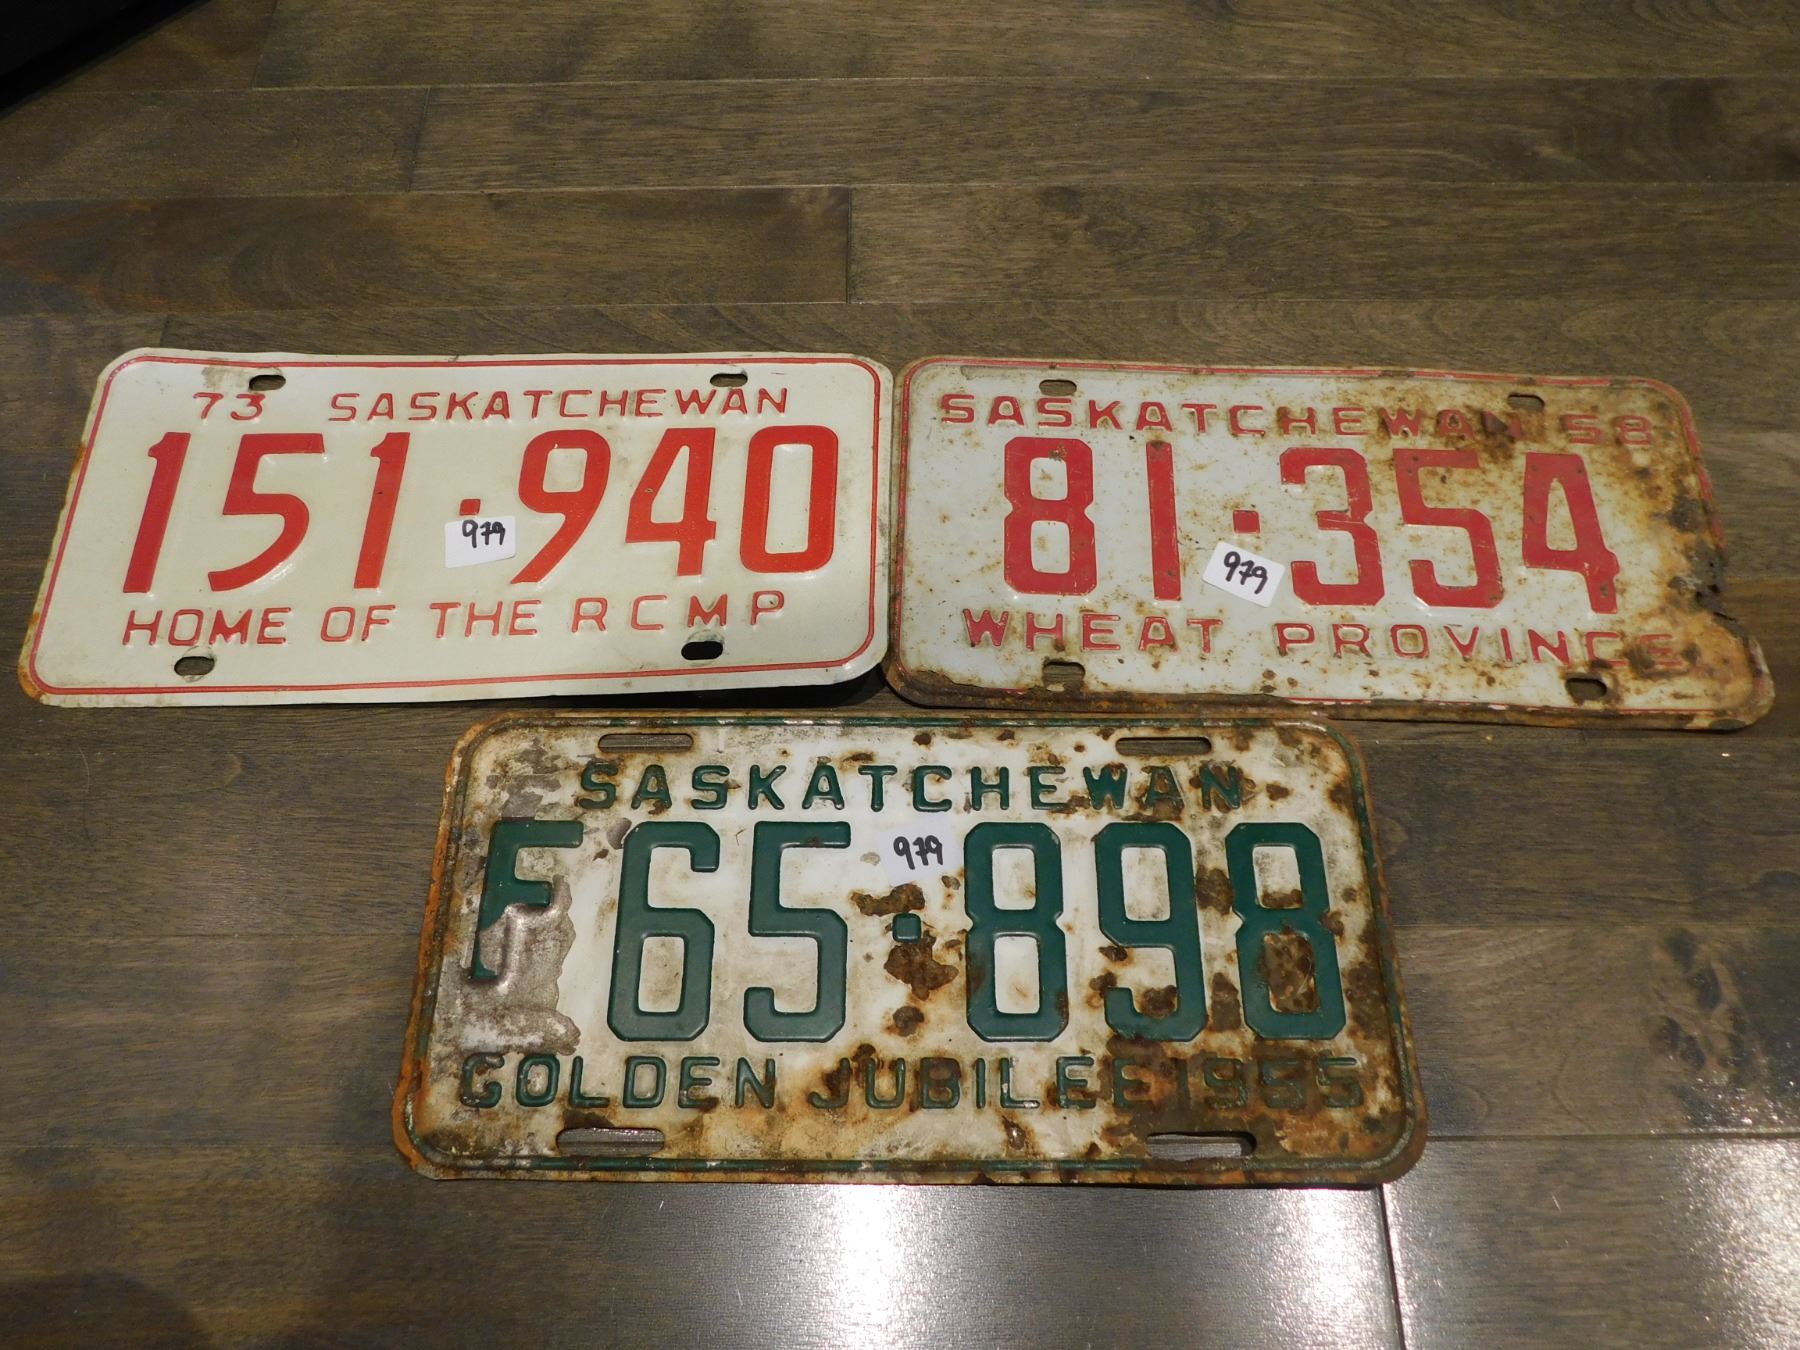 73 SASKATCHEWAN
151·940
979
HOME OF THE RCMP
SASKATCHEWAN 58
81·354
979
WHEAT PROVINCE
SASKATCHEWAN
F65·898
979
GOLDEN JUBILEE 1955